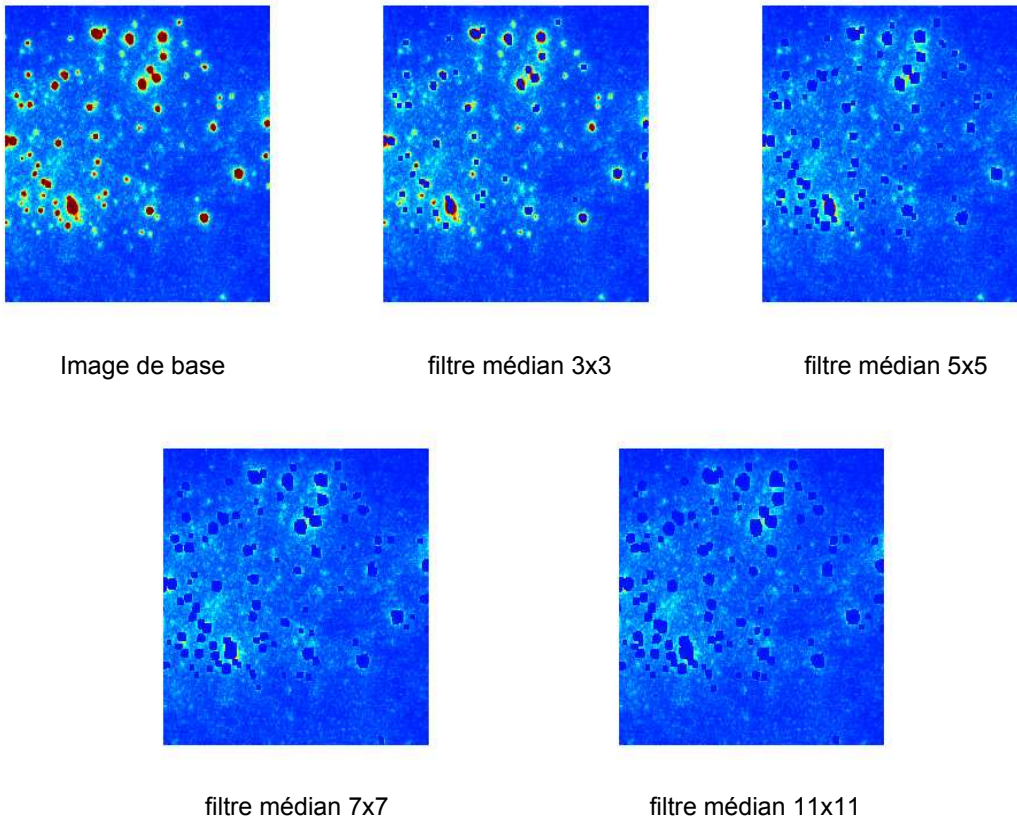 Image de base
filtre médian 3x3
filtre médian 5x5
filtre médian 7x7
filtre médian 11x11